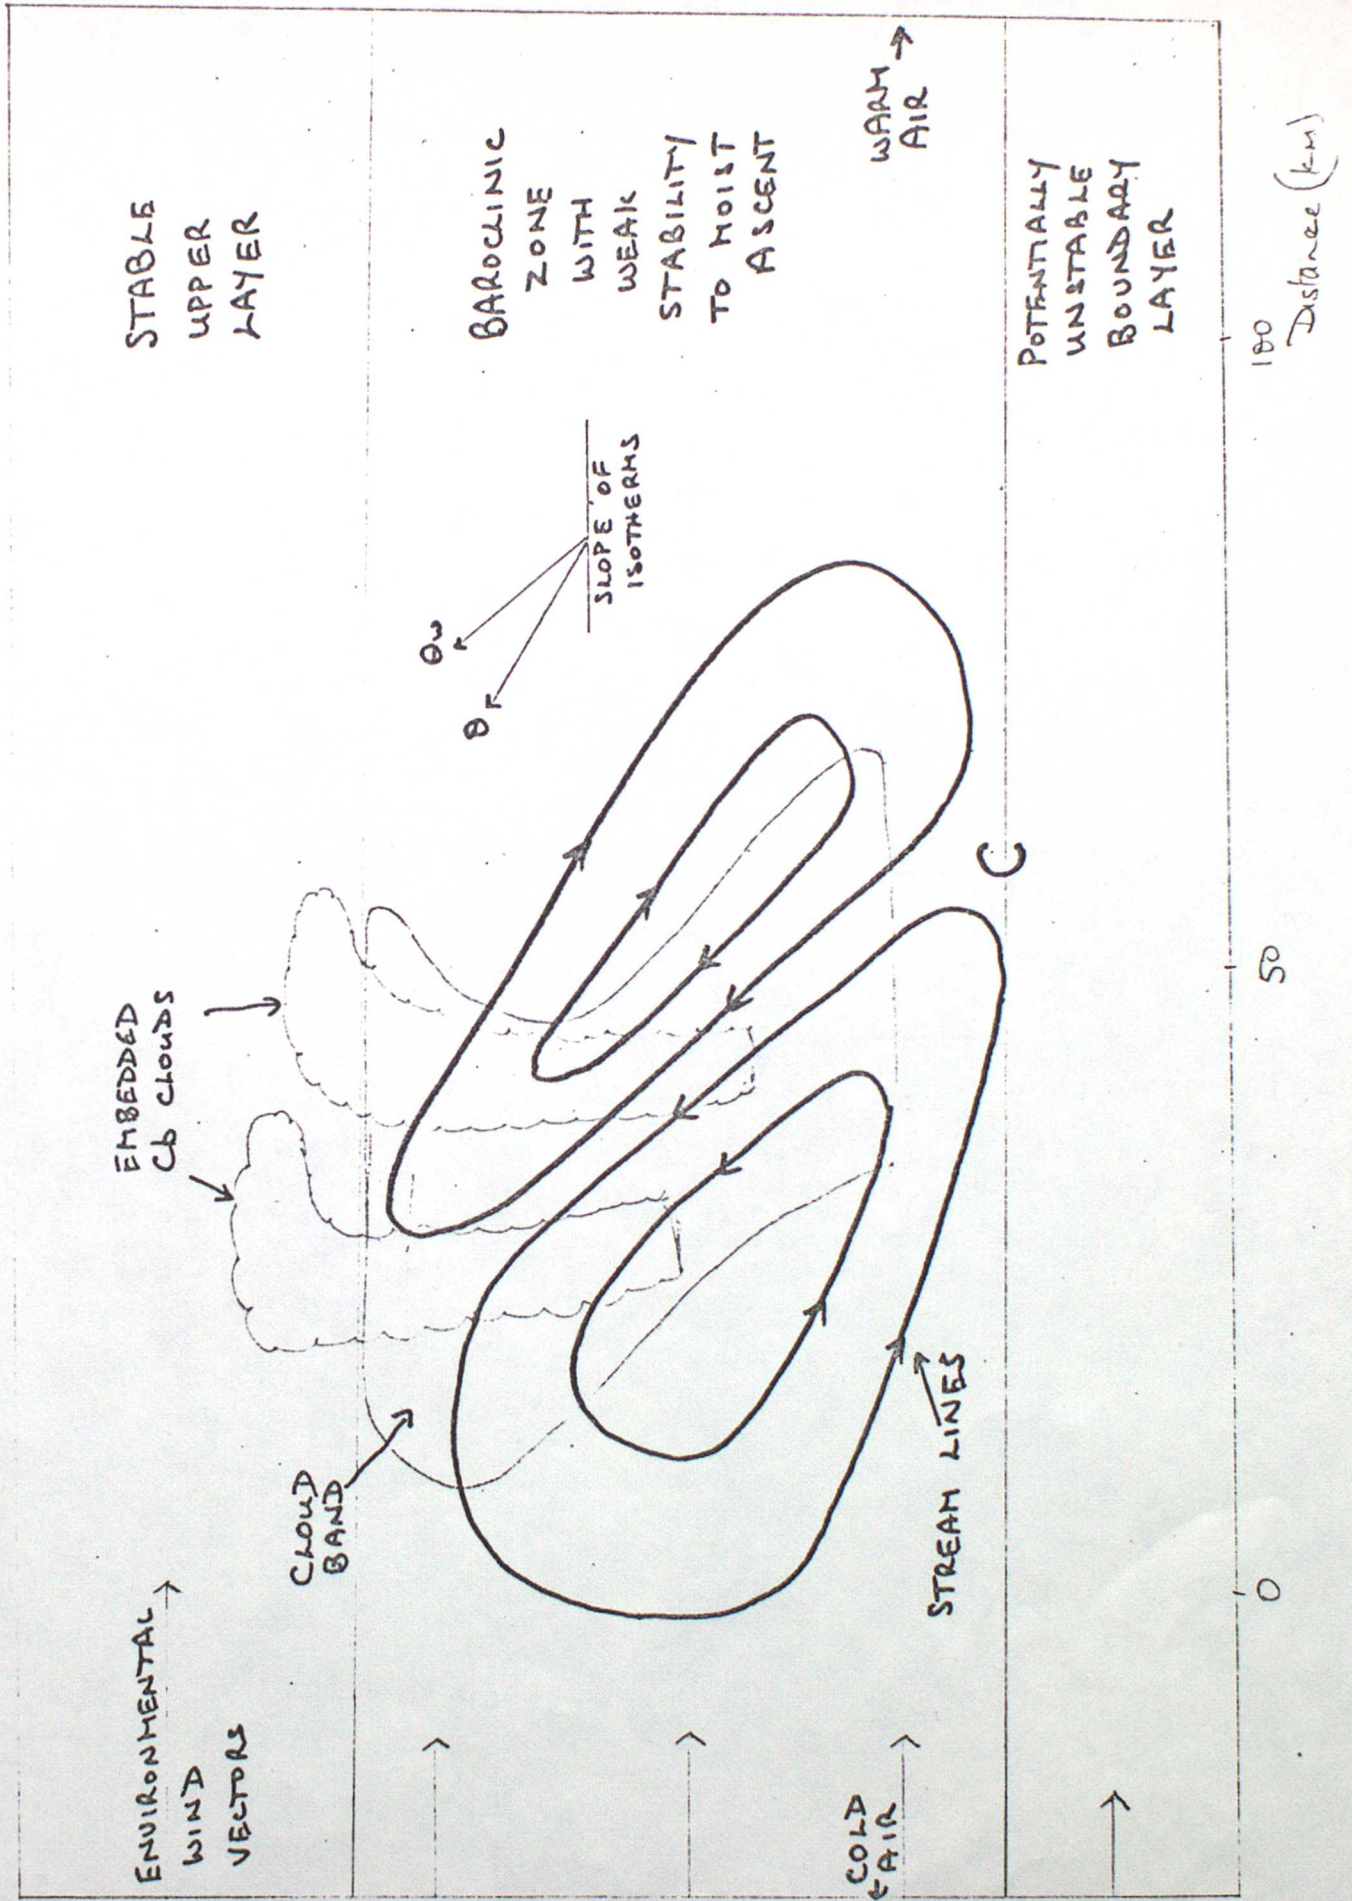 ENVIRONMENTAL
WIND
VECTORS
EMBEDDED
Cb CLOUDS
STABLE
UPPER
LAYER
CLOUD
BAND
θw
θ
SLOPE OF
ISOTHERMS
BAROCLINIC
ZONE
WITH
WEAK
STABILITY
TO MOIST
ASCENT
COLD
AIR
STREAM LINES
C
WARM
AIR
POTENTIALLY
UNSTABLE
BOUNDARY
LAYER
0
50
100
Distance (km)